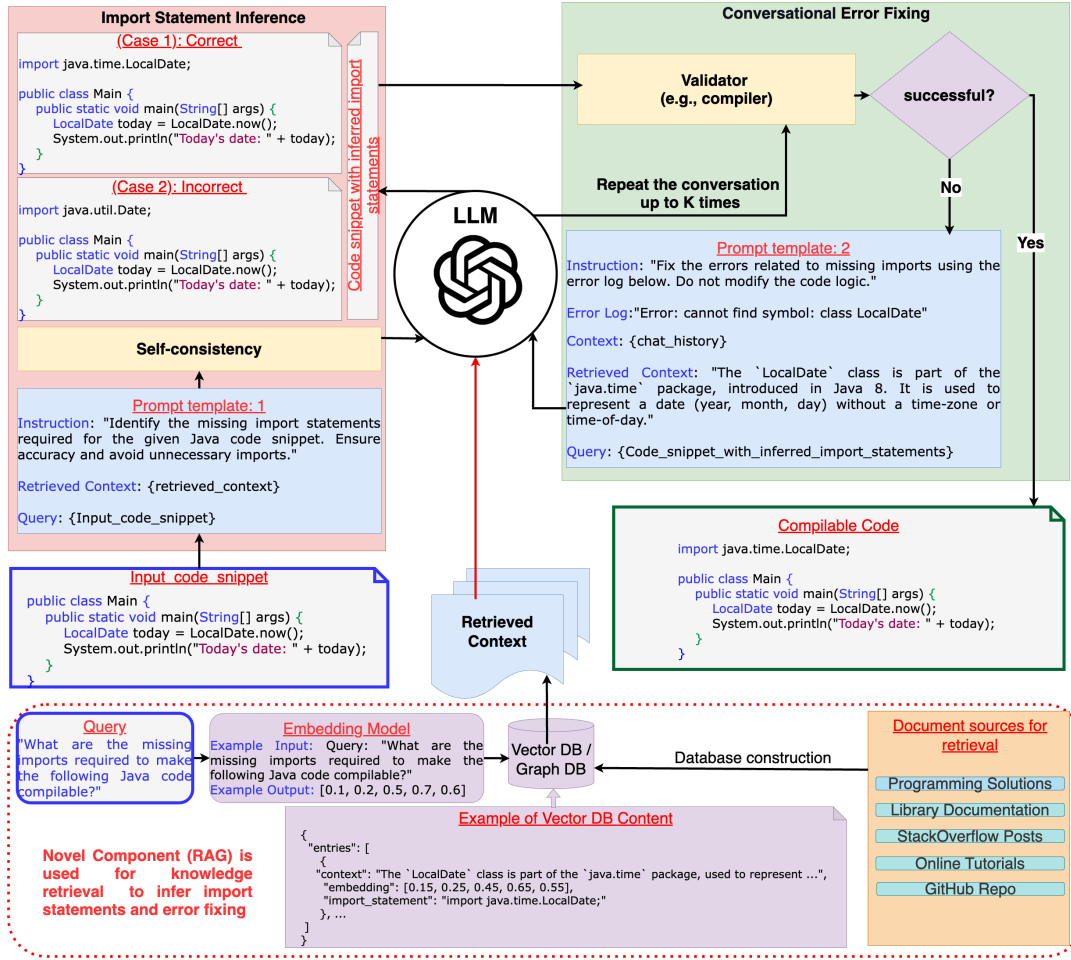 Import Statement Inference
(Case 1): Correct
import java.time.LocalDate;
public class Main {
public static void main(String[] args) {
LocalDate today = LocalDate.now();
System.out.println("Today's date: " + today);
}
}
(Case 2): Incorrect
import java.util.Date;
public class Main {
public static void main(String[] args) {
LocalDate today = LocalDate.now();
System.out.println("Today's date: " + today);
}
}
Code snippet with inferred import
statements
Self-consistency
Prompt template: 1
Instruction: "Identify the missing import statements
required for the given Java code snippet. Ensure
accuracy and avoid unnecessary imports."
Retrieved Context: {retrieved_context}
Query: {Input_code_snippet}
Input_code_snippet
public class Main {
public static void main(String[] args) {
LocalDate today = LocalDate.now();
System.out.println("Today's date: " + today);
}
}
LLM
Conversational Error Fixing
Validator
(e.g., compiler)
successful?
No
Yes
Repeat the conversation
up to K times
Prompt template: 2
Instruction: "Fix the errors related to missing imports using the
error log below. Do not modify the code logic."
Error Log:"Error: cannot find symbol: class LocalDate"
Context: {chat_history}
Retrieved Context: "The `LocalDate` class is part of the
`java.time` package, introduced in Java 8. It is used to
represent a date (year, month, day) without a time-zone or
time-of-day."
Query: {Code_snippet_with_inferred_import_statements}
Compilable Code
import java.time.LocalDate;
public class Main {
public static void main(String[] args) {
LocalDate today = LocalDate.now();
System.out.println("Today's date: " + today);
}
}
Retrieved
Context
Query
"What are the missing
imports required to make
the following Java code
compilable?"
Embedding Model
Example Input: Query: "What are the
missing imports required to make the
following Java code compilable?"
Example Output: [0.1, 0.2, 0.5, 0.7, 0.6]
Vector DB /
Graph DB
Database construction
Document sources for
retrieval
Programming Solutions
Library Documentation
StackOverflow Posts
Online Tutorials
GitHub Repo
Example of Vector DB Content
{
"entries": [
{
"context": "The `LocalDate` class is part of the `java.time` package, used to represent ...",
"embedding": [0.15, 0.25, 0.45, 0.65, 0.55],
"import_statement": "import java.time.LocalDate;"
}, ...
]
}
Novel Component (RAG) is
used for knowledge
retrieval to infer import
statements and error fixing